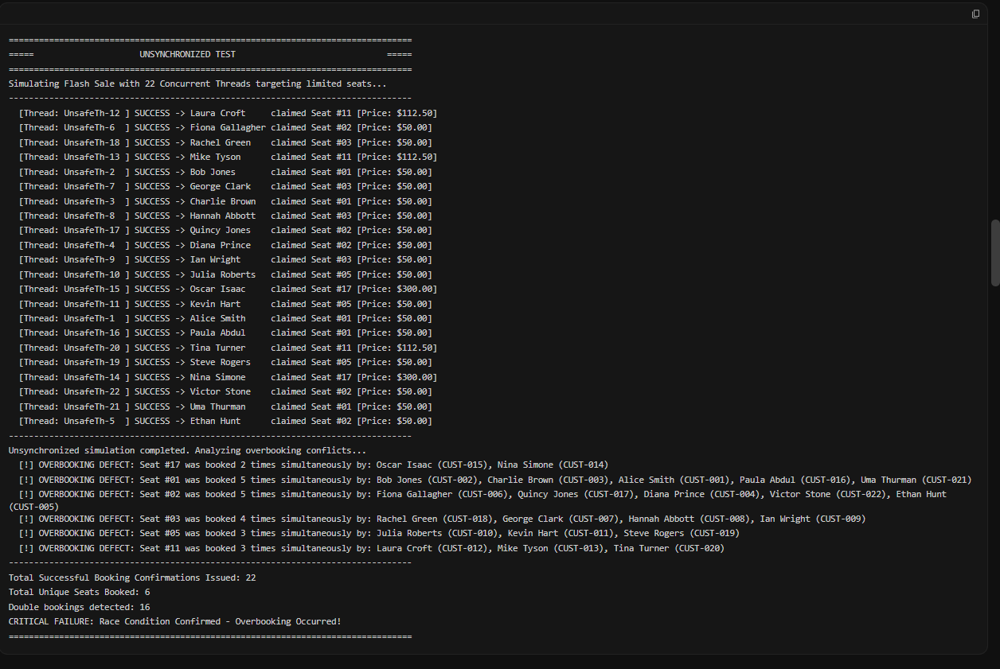 ================================================================================
=====                     UNSYNCHRONIZED TEST                              =====
================================================================================
Simulating Flash Sale with 22 Concurrent Threads targeting limited seats...
--------------------------------------------------------------------------------
  [Thread: UnsafeTh-12 ] SUCCESS -> Laura Croft     claimed Seat #11 [Price: $112.50]
  [Thread: UnsafeTh-6  ] SUCCESS -> Fiona Gallagher claimed Seat #02 [Price: $50.00]
  [Thread: UnsafeTh-18 ] SUCCESS -> Rachel Green    claimed Seat #03 [Price: $50.00]
  [Thread: UnsafeTh-13 ] SUCCESS -> Mike Tyson      claimed Seat #11 [Price: $112.50]
  [Thread: UnsafeTh-2  ] SUCCESS -> Bob Jones       claimed Seat #01 [Price: $50.00]
  [Thread: UnsafeTh-7  ] SUCCESS -> George Clark    claimed Seat #03 [Price: $50.00]
  [Thread: UnsafeTh-3  ] SUCCESS -> Charlie Brown   claimed Seat #01 [Price: $50.00]
  [Thread: UnsafeTh-8  ] SUCCESS -> Hannah Abbott   claimed Seat #03 [Price: $50.00]
  [Thread: UnsafeTh-17 ] SUCCESS -> Quincy Jones    claimed Seat #02 [Price: $50.00]
  [Thread: UnsafeTh-4  ] SUCCESS -> Diana Prince    claimed Seat #02 [Price: $50.00]
  [Thread: UnsafeTh-9  ] SUCCESS -> Ian Wright      claimed Seat #03 [Price: $50.00]
  [Thread: UnsafeTh-10 ] SUCCESS -> Julia Roberts   claimed Seat #05 [Price: $50.00]
  [Thread: UnsafeTh-15 ] SUCCESS -> Oscar Isaac     claimed Seat #17 [Price: $300.00]
  [Thread: UnsafeTh-11 ] SUCCESS -> Kevin Hart      claimed Seat #05 [Price: $50.00]
  [Thread: UnsafeTh-1  ] SUCCESS -> Alice Smith     claimed Seat #01 [Price: $50.00]
  [Thread: UnsafeTh-16 ] SUCCESS -> Paula Abdul     claimed Seat #01 [Price: $50.00]
  [Thread: UnsafeTh-20 ] SUCCESS -> Tina Turner     claimed Seat #11 [Price: $112.50]
  [Thread: UnsafeTh-19 ] SUCCESS -> Steve Rogers    claimed Seat #05 [Price: $50.00]
  [Thread: UnsafeTh-14 ] SUCCESS -> Nina Simone     claimed Seat #17 [Price: $300.00]
  [Thread: UnsafeTh-22 ] SUCCESS -> Victor Stone    claimed Seat #02 [Price: $50.00]
  [Thread: UnsafeTh-21 ] SUCCESS -> Uma Thurman     claimed Seat #01 [Price: $50.00]
  [Thread: UnsafeTh-5  ] SUCCESS -> Ethan Hunt      claimed Seat #02 [Price: $50.00]
--------------------------------------------------------------------------------
Unsynchronized simulation completed. Analyzing overbooking conflicts...
  [!] OVERBOOKING DEFECT: Seat #17 was booked 2 times simultaneously by: Oscar Isaac (CUST-015), Nina Simone (CUST-014)
  [!] OVERBOOKING DEFECT: Seat #01 was booked 5 times simultaneously by: Bob Jones (CUST-002), Charlie Brown (CUST-003), Alice Smith (CUST-001), Paula Abdul (CUST-016), Uma Thurman (CUST-021)
  [!] OVERBOOKING DEFECT: Seat #02 was booked 5 times simultaneously by: Fiona Gallagher (CUST-006), Quincy Jones (CUST-017), Diana Prince (CUST-004), Victor Stone (CUST-022), Ethan Hunt
(CUST-005)
  [!] OVERBOOKING DEFECT: Seat #03 was booked 4 times simultaneously by: Rachel Green (CUST-018), George Clark (CUST-007), Hannah Abbott (CUST-008), Ian Wright (CUST-009)
  [!] OVERBOOKING DEFECT: Seat #05 was booked 3 times simultaneously by: Julia Roberts (CUST-010), Kevin Hart (CUST-011), Steve Rogers (CUST-019)
  [!] OVERBOOKING DEFECT: Seat #11 was booked 3 times simultaneously by: Laura Croft (CUST-012), Mike Tyson (CUST-013), Tina Turner (CUST-020)
--------------------------------------------------------------------------------
Total Successful Booking Confirmations Issued: 22
Total Unique Seats Booked: 6
Double bookings detected: 16
CRITICAL FAILURE: Race Condition Confirmed - Overbooking Occurred!
================================================================================